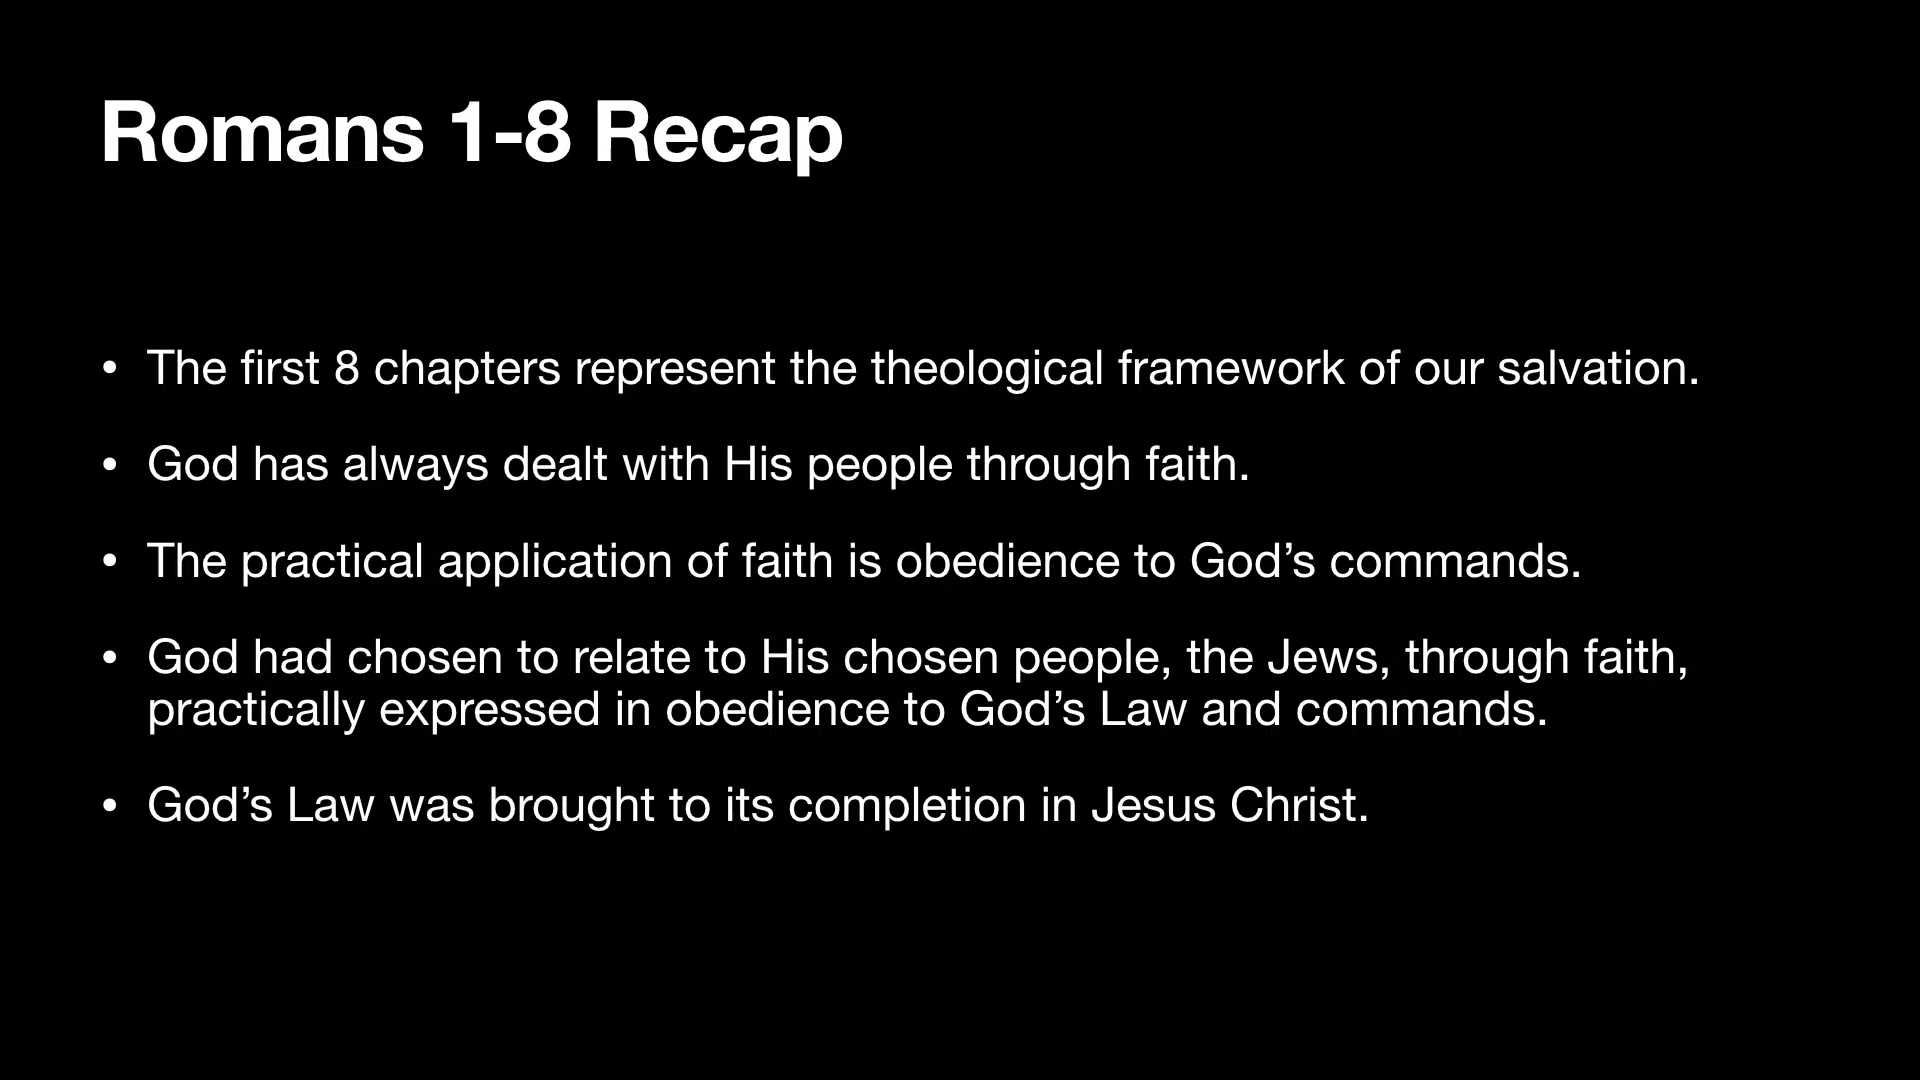 Romans 1-8 Recap
• The first 8 chapters represent the theological framework of our salvation.
• God has always dealt with His people through faith.
• The practical application of faith is obedience to God’s commands.
• God had chosen to relate to His chosen people, the Jews, through faith,
practically expressed in obedience to God’s Law and commands.
• God’s Law was brought to its completion in Jesus Christ.